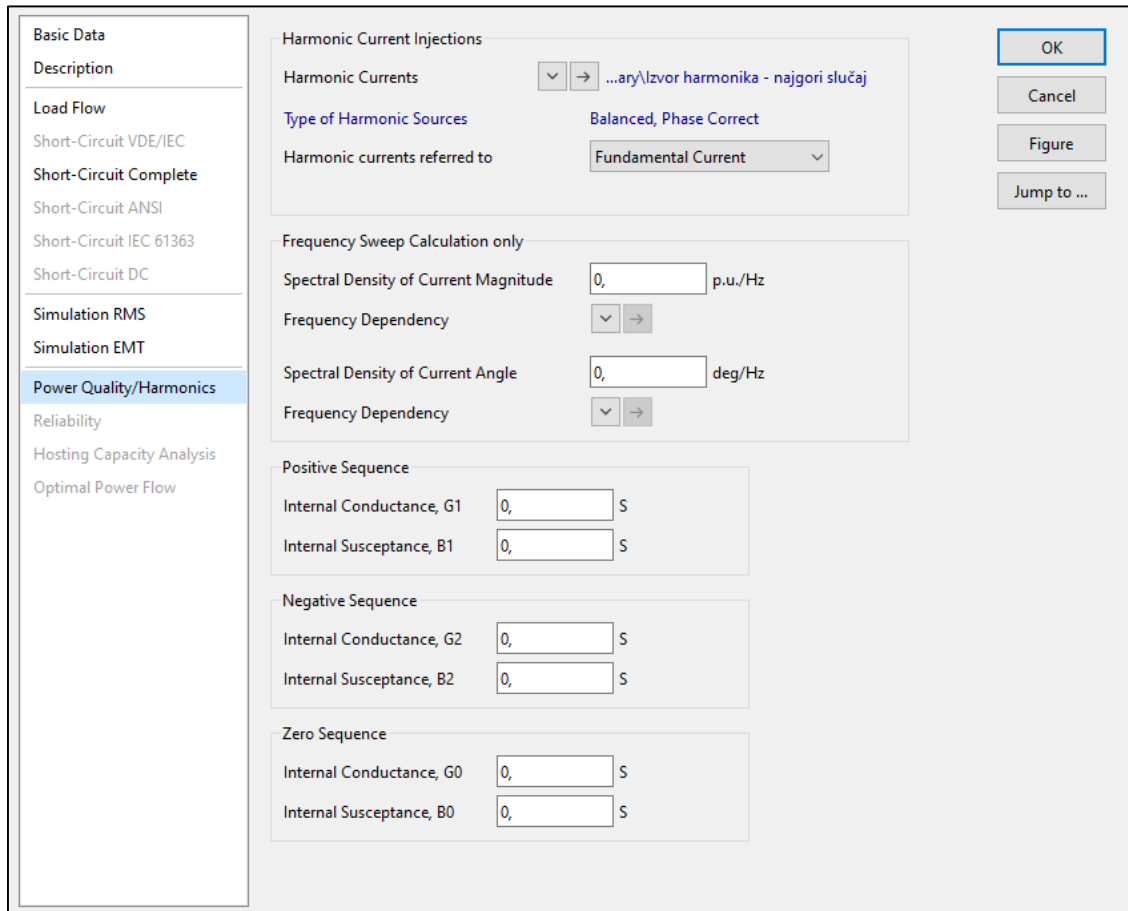 Basic Data
Description
Load Flow
Short-Circuit VDE/IEC
Short-Circuit Complete
Short-Circuit ANSI
Short-Circuit IEC 61363
Short-Circuit DC
Simulation RMS
Simulation EMT
Power Quality/Harmonics
Reliability
Hosting Capacity Analysis
Optimal Power Flow
Harmonic Current Injections
Harmonic Currents ...ary\Izvor harmonika - najgori slučaj
Type of Harmonic Sources Balanced, Phase Correct
Harmonic currents referred to Fundamental Current
Frequency Sweep Calculation only
Spectral Density of Current Magnitude 0, p.u./Hz
Frequency Dependency
Spectral Density of Current Angle 0, deg/Hz
Frequency Dependency
Positive Sequence
Internal Conductance, G1 0, S
Internal Susceptance, B1 0, S
Negative Sequence
Internal Conductance, G2 0, S
Internal Susceptance, B2 0, S
Zero Sequence
Internal Conductance, G0 0, S
Internal Susceptance, B0 0, S
OK
Cancel
Figure
Jump to ...